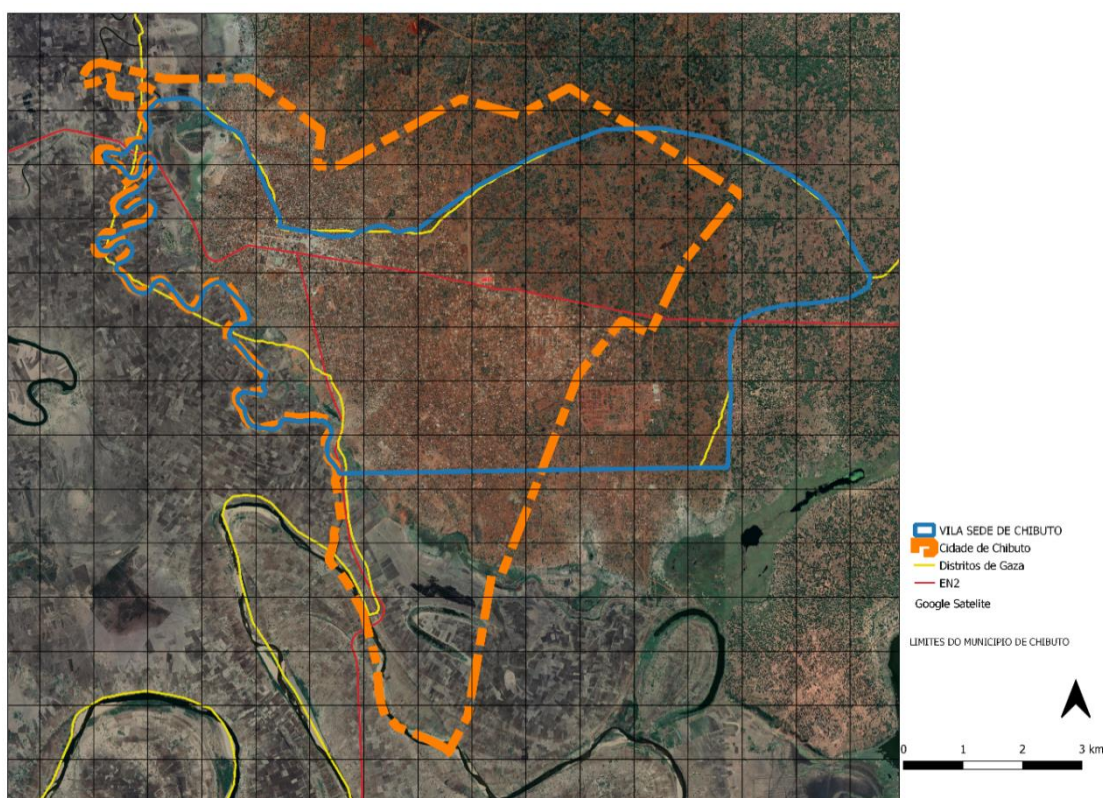 VILA SEDE DE CHIBUTO
Cidade de Chibuto
Distritos de Gaza
EN2
Google Satelite
LIMITES DO MUNICIPIO DE CHIBUTO
0 1 2 3 km